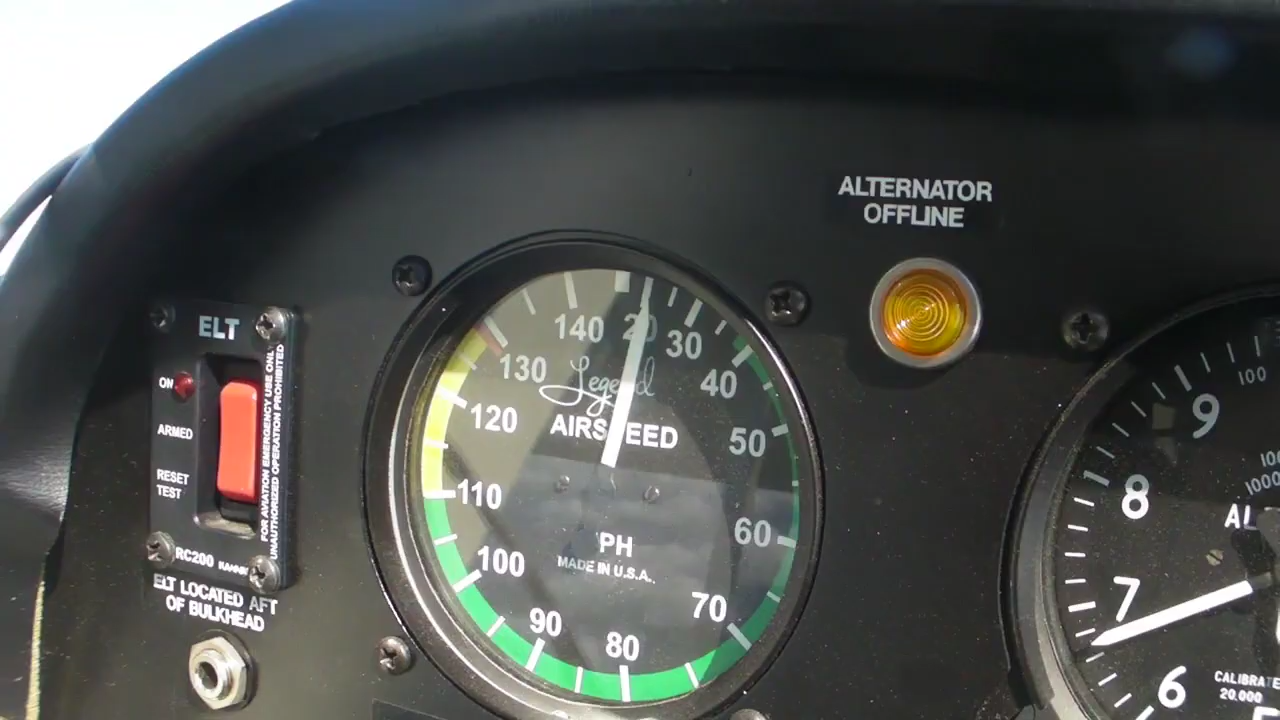 ELT
ON
ARMED
RESET
TEST
FOR AVIATION EMERGENCY USE ONLY
UNAUTHORIZED OPERATION PROHIBITED
RC200
ELT LOCATED AFT
OF BULKHEAD
140
20
30
130
40
Legend
120
AIRSPEED
50
110
60
PH
100
MADE IN U.S.A.
70
90
80
ALTERNATOR
OFFLINE
100
9
8
AL
7
6
CALIBRATE
20,000